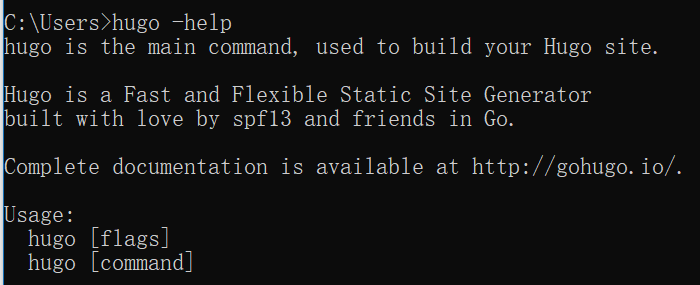 C:\Users>hugo -help
hugo is the main command, used to build your Hugo site.
Hugo is a Fast and Flexible Static Site Generator
built with love by spf13 and friends in Go.
Complete documentation is available at http://gohugo.io/.
Usage:
hugo [flags]
hugo [command]